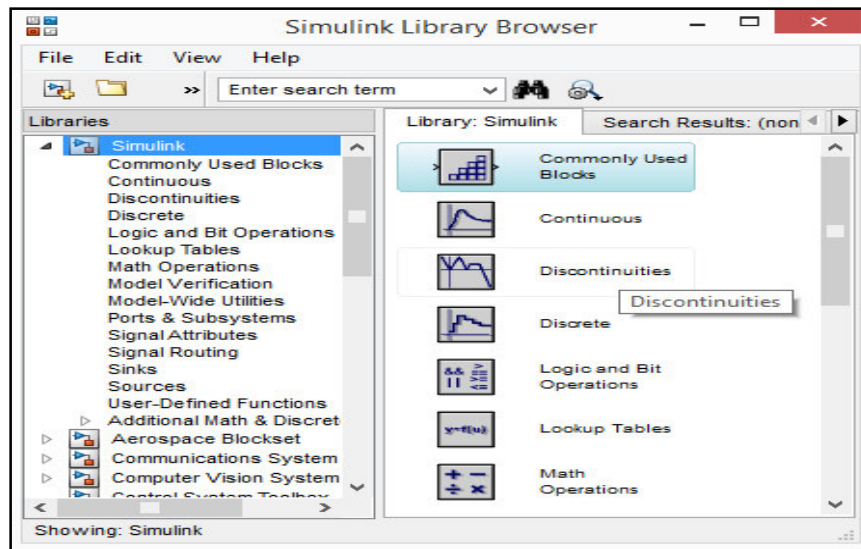 Simulink Library Browser
File Edit View Help
» Enter search term
Libraries
Simulink
Commonly Used Blocks
Continuous
Discontinuities
Discrete
Logic and Bit Operations
Lookup Tables
Math Operations
Model Verification
Model-Wide Utilities
Ports & Subsystems
Signal Attributes
Signal Routing
Sinks
Sources
User-Defined Functions
Additional Math & Discret
Aerospace Blockset
Communications System
Computer Vision System
Control System Toolbox
Library: Simulink Search Results: (non
Commonly Used
Blocks
Continuous
Discontinuities
Discontinuities
Discrete
&& || > >= <=
Logic and Bit
Operations
y=f(u)
Lookup Tables
+ − ÷ ×
Math
Operations
Showing: Simulink